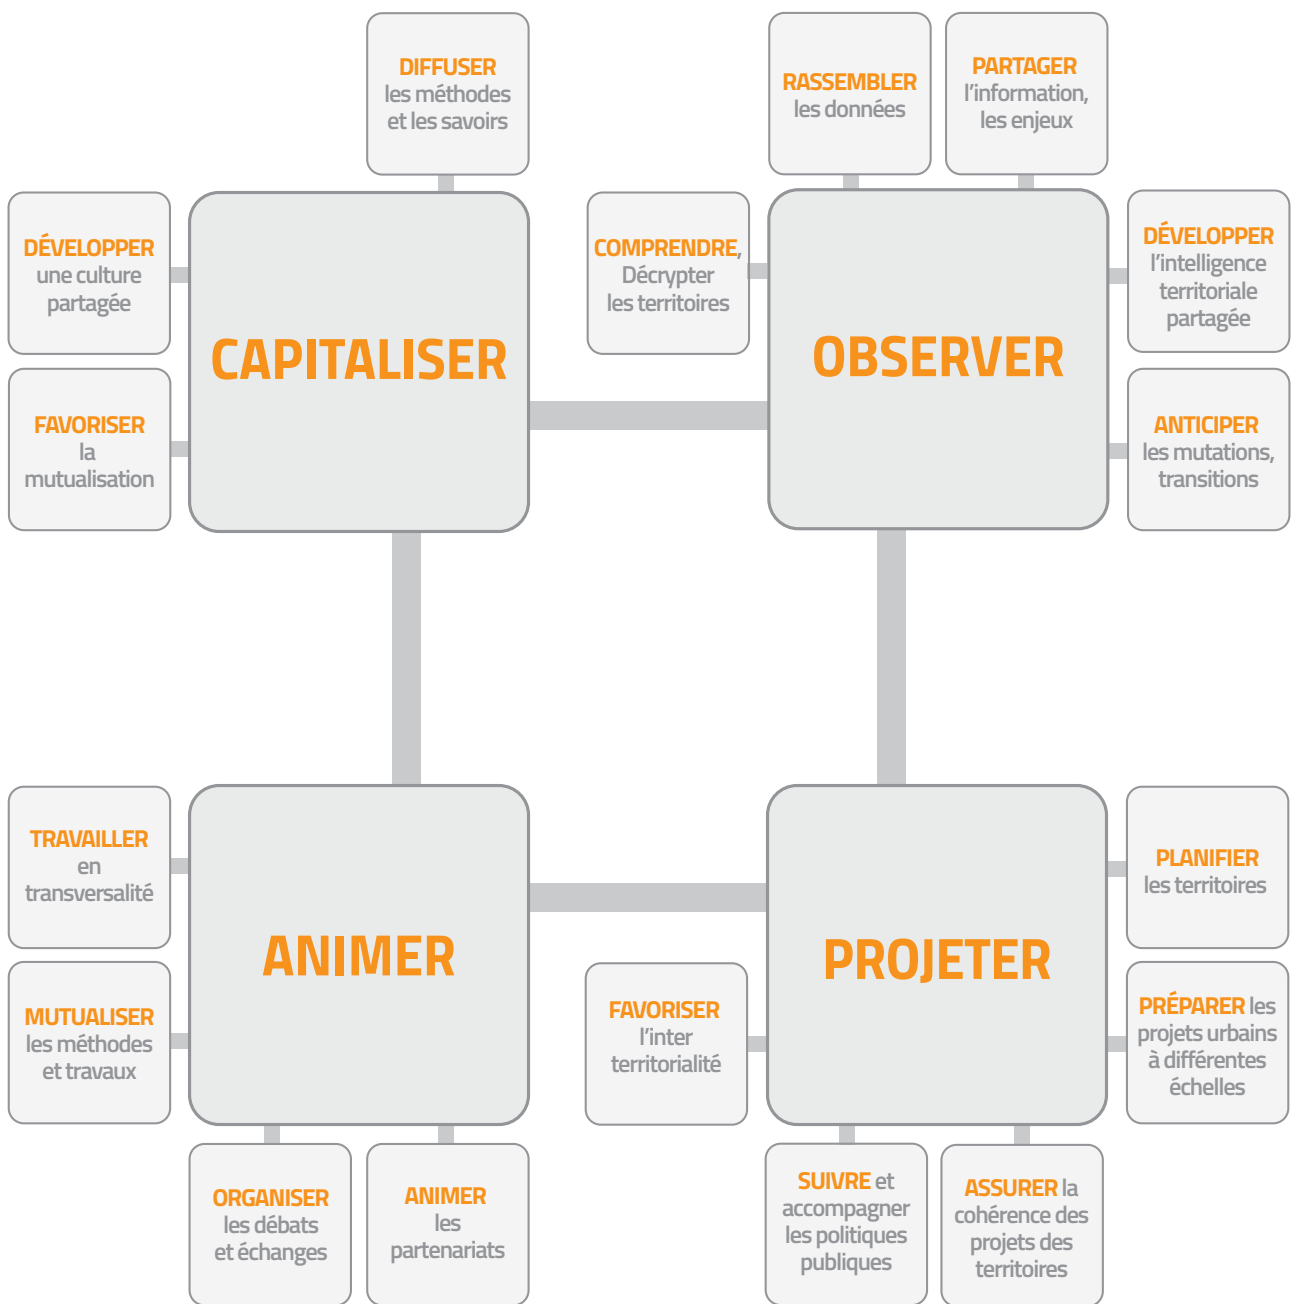 DIFFUSER
les méthodes
et les savoirs
RASSEMBLER
les données
PARTAGER
l’information,
les enjeux
DÉVELOPPER
une culture
partagée
FAVORISER
la
mutualisation
CAPITALISER
COMPRENDRE,
Décrypter
les territoires
OBSERVER
DÉVELOPPER
l’intelligence
territoriale
partagée
ANTICIPER
les mutations,
transitions
TRAVAILLER
en
transversalité
MUTUALISER
les méthodes
et travaux
ANIMER
ORGANISER
les débats
et échanges
ANIMER
les
partenariats
FAVORISER
l’inter
territorialité
PROJETER
PLANIFIER
les territoires
PRÉPARER les
projets urbains
à différentes
échelles
SUIVRE et
accompagner
les politiques
publiques
ASSURER la
cohérence des
projets des
territoires